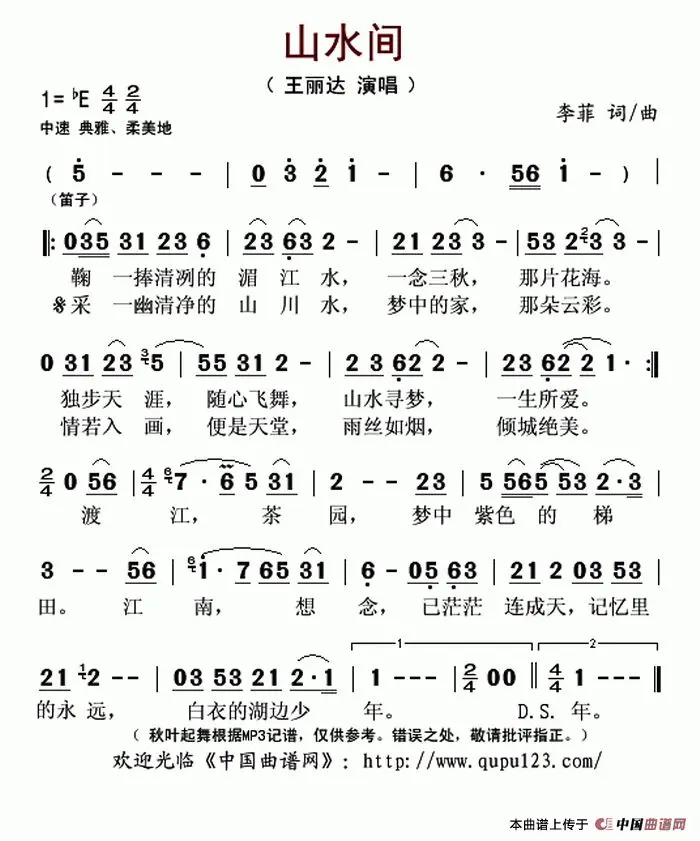 山水间
（ 王丽达 演唱 ）
1= ♭E 4/4 2/4
中速 典雅、柔美地
李菲 词/曲
( 5 - - - | 0 3 2 1 - | 6 · 56 1 - ) |
(笛子)
‖: 035 31 23 6 | 23 63 2 - | 21 23 3 - | 53 2 2 3 3 - |
鞠 一捧清冽的 湄 江 水， 一念三秋， 那片花海。
𝄋采 一幽清净的 山 川 水， 梦中的家， 那朵云彩。
0 31 23 3 5 | 55 31 2 - | 2 3 62 2 - | 23 62 2 1 · :‖
独步天 涯， 随心飞舞， 山水寻梦， 一生所爱。
情若入 画， 便是天堂， 雨丝如烟， 倾城绝美。
2/4 0 56 | 4/4 6 7 · 6 5 31 | 2 - - 23 | 5 565 53 2·3 |
渡 江， 茶 园， 梦中 紫色 的 梯
3 - - 56 | 6 1 · 7 65 31 | 6 - 05 63 | 21 2 03 53 |
田。 江 南， 想 念， 已茫茫 连成天，记忆里
21 1 2 - - | 03 53 21 2·1 | 1 - - - | 2/4 00 ‖ 4/4 1 - - - ‖
1 2
的永 远， 白衣的湖边少 年。 D.S. 年。
（ 秋叶起舞根据MP3记谱，仅供参考。错误之处，敬请批评指正。）
欢迎光临《中国曲谱网》：http://www.qupu123.com/
本曲谱上传于 中国曲谱网